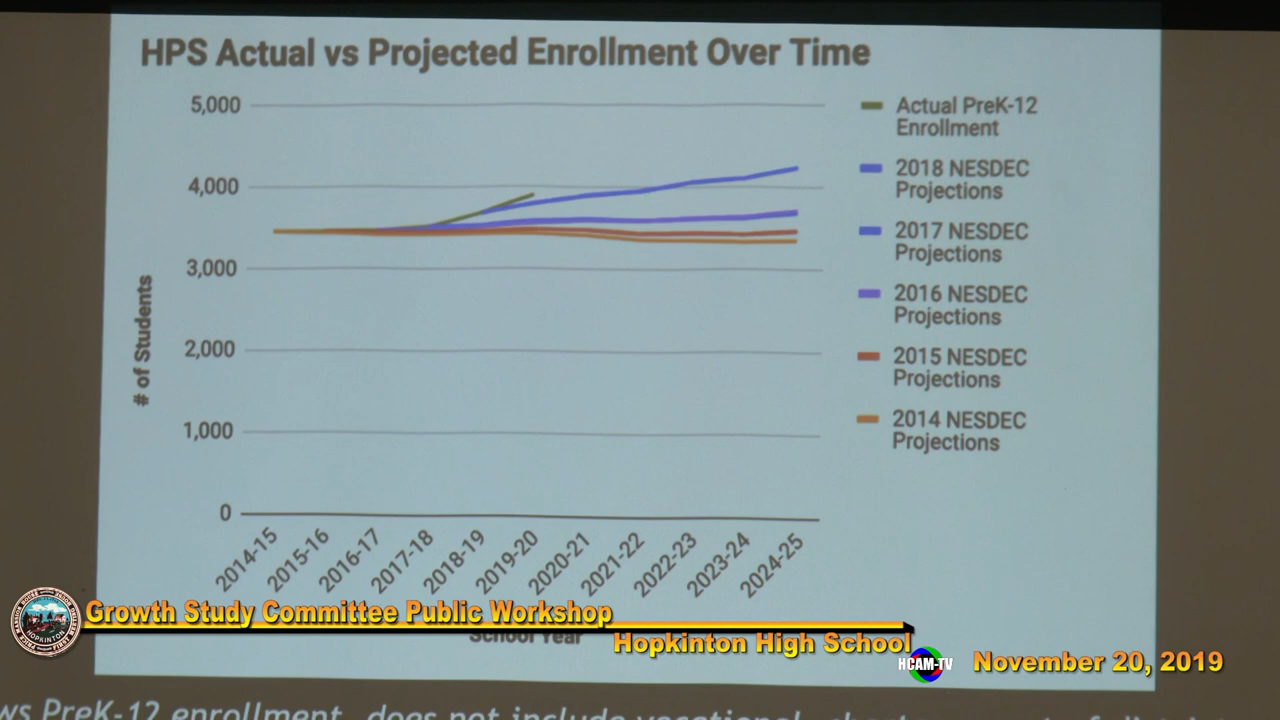 HPS Actual vs Projected Enrollment Over Time
5,000
4,000
3,000
2,000
1,000
0
# of Students
2014-15
2015-16
2016-17
2017-18
2018-19
2019-20
2020-21
2021-22
2022-23
2023-24
2024-25
School Year
Actual PreK-12
Enrollment
2018 NESDEC
Projections
2017 NESDEC
Projections
2016 NESDEC
Projections
2015 NESDEC
Projections
2014 NESDEC
Projections
Growth Study Committee Public Workshop
Hopkinton High School
HCAM-TV
November 20, 2019
HOPKINTON
PreK-12 enrollment, does not include vocational,